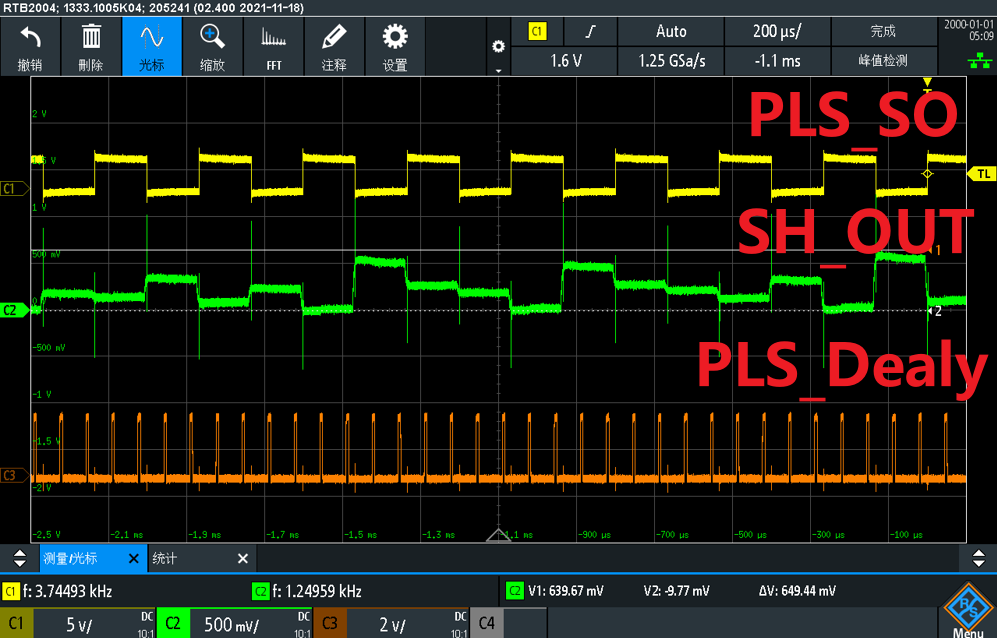 RTB2004; 1333.1005K04; 205241 (02.400 2021-11-18)
撤销
删除
光标
缩放
FFT
注释
设置
C1
Auto
200 µs/
完成
1.6 V
1.25 GSa/s
-1.1 ms
峰值检测
2000-01-01
05:09
PLS_SO
SH_OUT
PLS_Dealy
2 V
1.5 V
1 V
500 mV
0
-500 mV
-1 V
-1.5 V
-2 V
-2.5 V
C1
C2
C3
TL
T
1
2
-2.1 ms
-1.9 ms
-1.7 ms
-1.5 ms
-1.3 ms
-1.1 ms
-900 µs
-700 µs
-500 µs
-300 µs
-100 µs
测量/光标
统计
C1 f: 3.74493 kHz
C2 f: 1.24959 kHz
C2 V1: 639.67 mV V2: -9.77 mV ΔV: 649.44 mV
C1 5 V/ DC 10:1
C2 500 mV/ DC 10:1
C3 2 V/ DC 10:1
C4
R&S
Menu